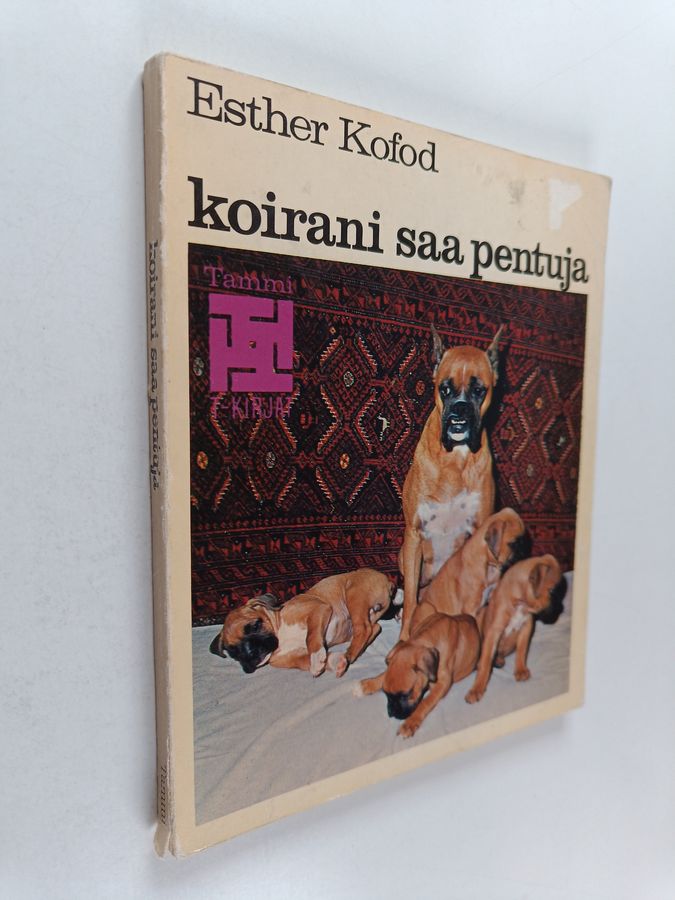 Esther Kofod
koirani saa pentuja
Tammi
T-KIRJAT
koirani saa pentuja
Tammi